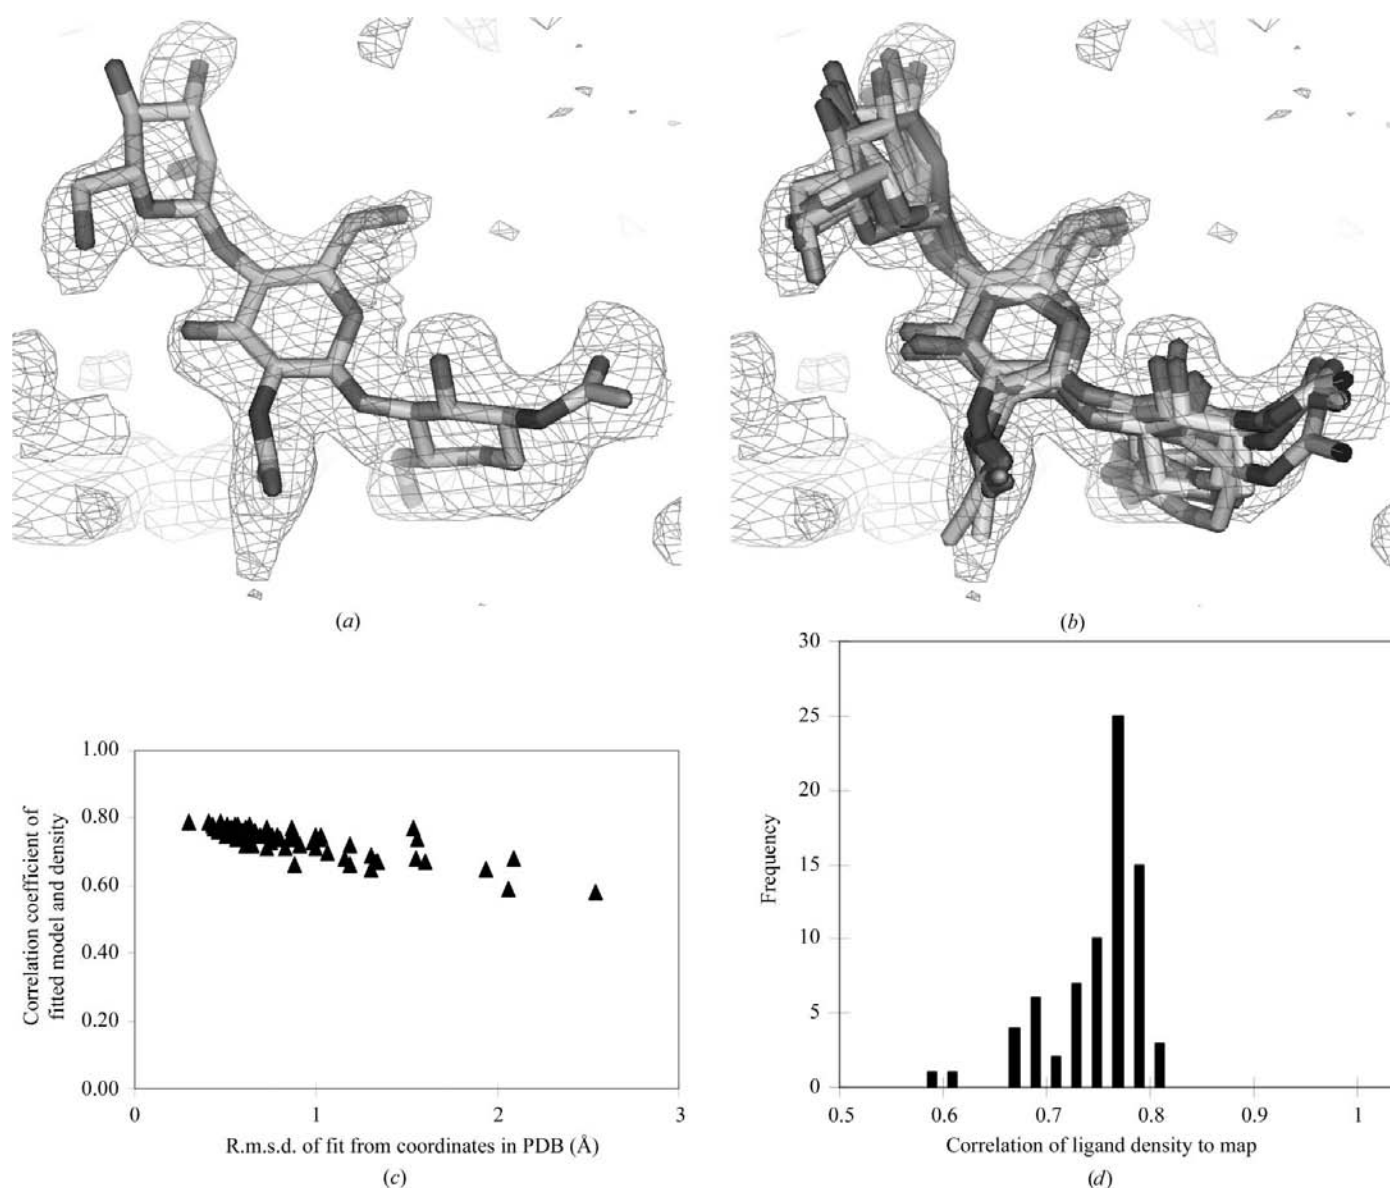 (a)
(b)
Correlation coefficient of
fitted model and density
1.00
0.80
0.60
0.40
0.20
0.00
0 1 2 3
R.m.s.d. of fit from coordinates in PDB (Å)
(c)
Frequency
30
25
20
15
10
5
0
0.5 0.6 0.7 0.8 0.9 1
Correlation of ligand density to map
(d)